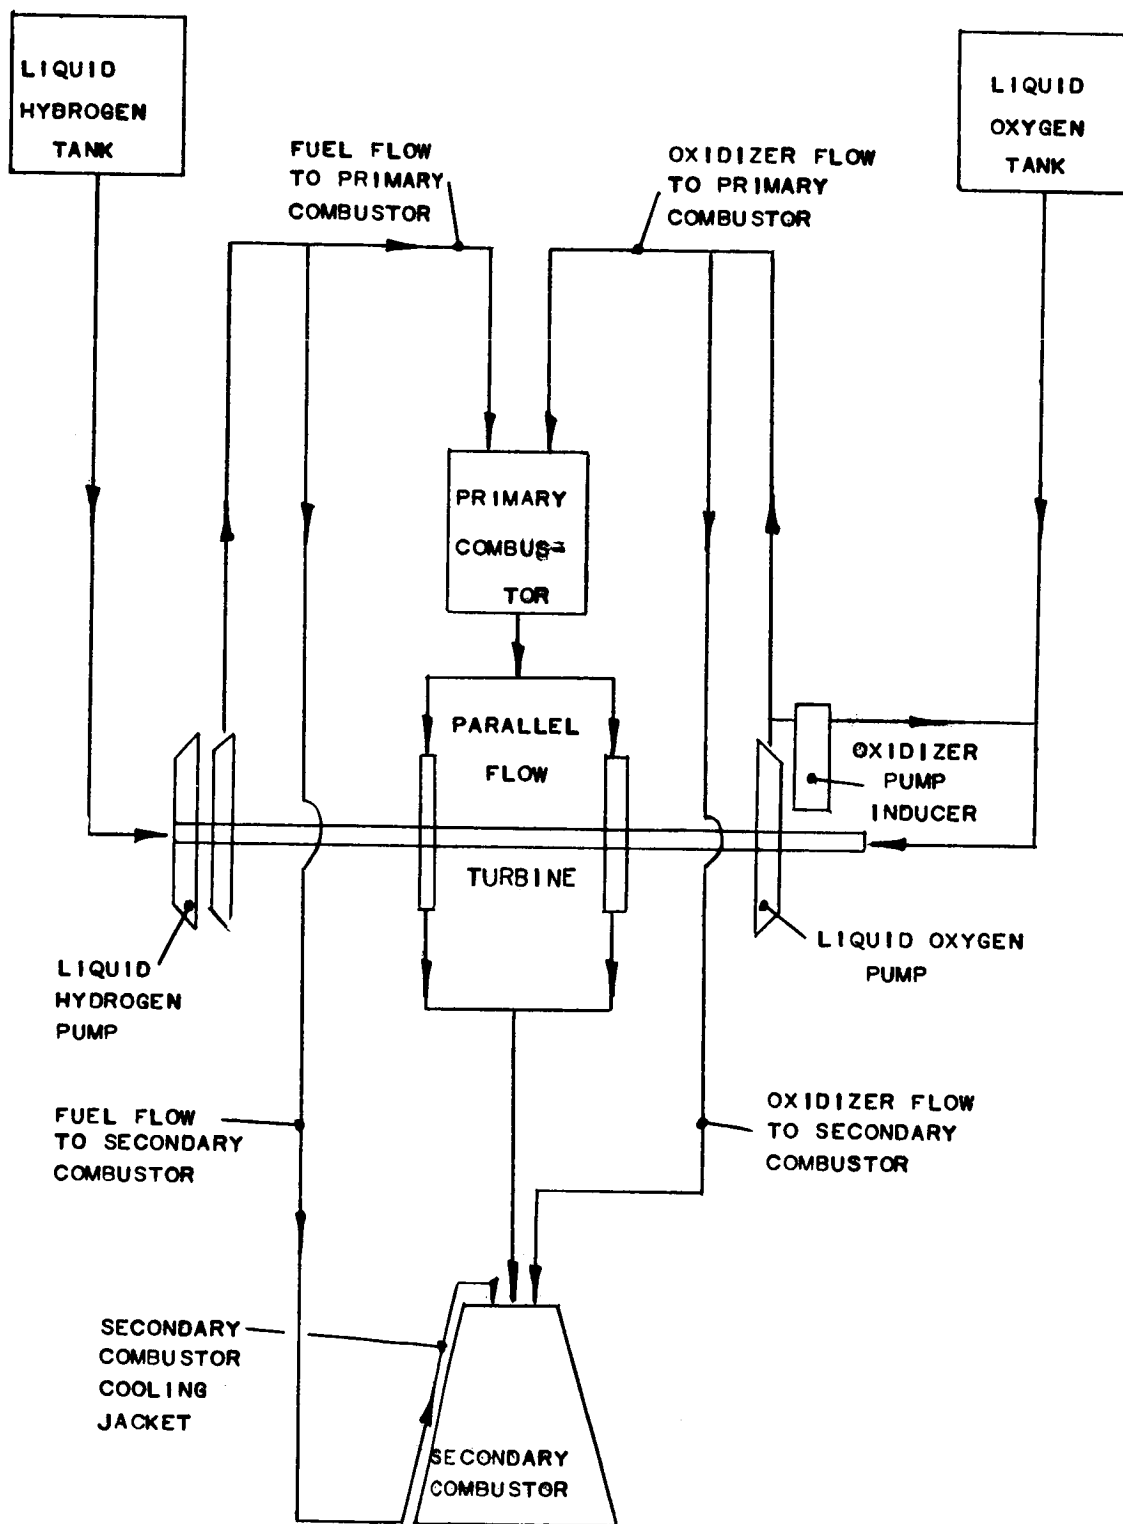 LIQUID
HYBROGEN
TANK
LIQUID
OXYGEN
TANK
FUEL FLOW
TO PRIMARY
COMBUSTOR
OXIDIZER FLOW
TO PRIMARY
COMBUSTOR
PRIMARY
COMBUS-
TOR
PARALLEL
FLOW
TURBINE
OXIDIZER
PUMP
INDUCER
LIQUID OXYGEN
PUMP
LIQUID
HYDROGEN
PUMP
FUEL FLOW
TO SECONDARY
COMBUSTOR
OXIDIZER FLOW
TO SECONDARY
COMBUSTOR
SECONDARY
COMBUSTOR
COOLING
JACKET
SECONDARY
COMBUSTOR